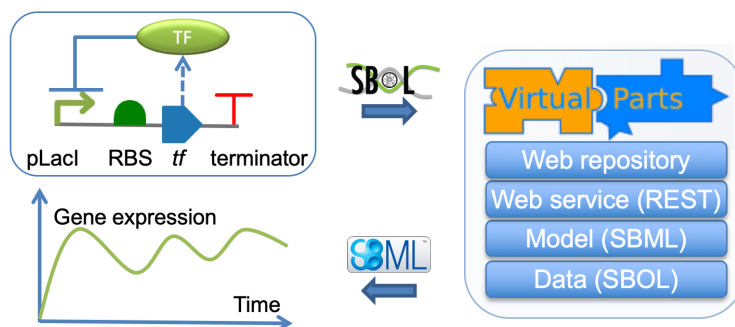 TF
pLacI RBS tf terminator
SBOL
Virtual Parts
Web repository
Web service (REST)
Model (SBML)
Data (SBOL)
Gene expression
Time
SBML